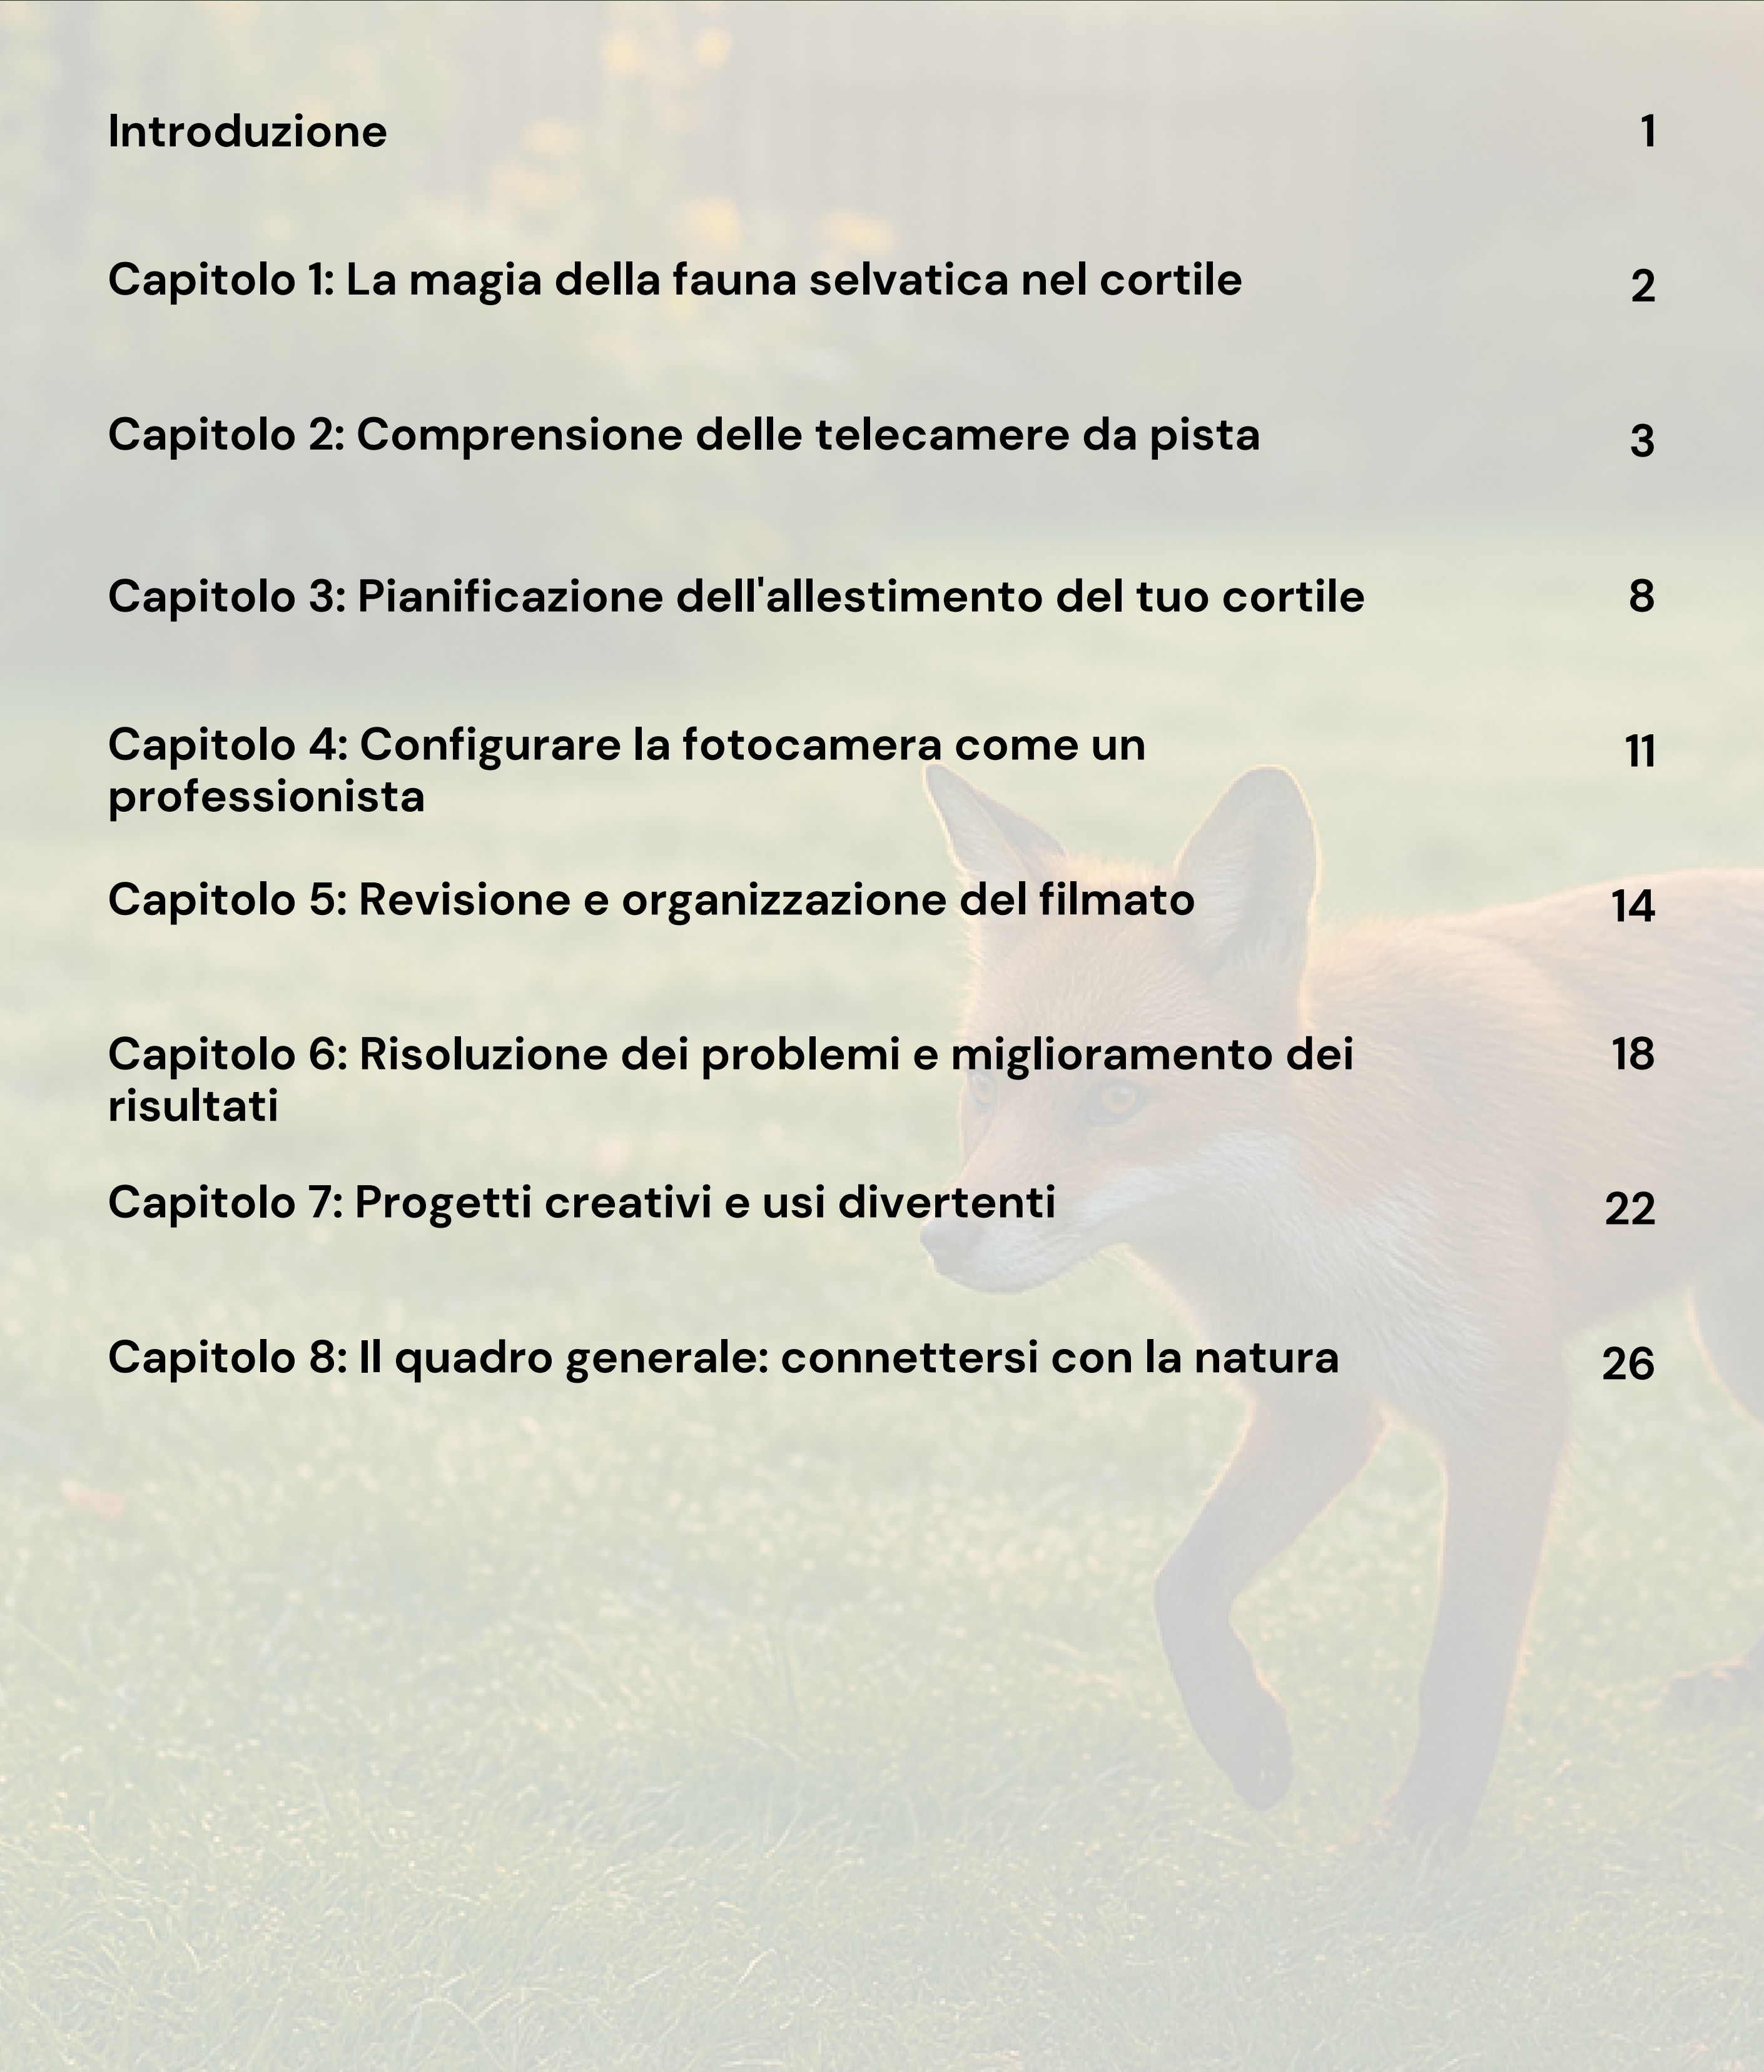 Introduzione 1
Capitolo 1: La magia della fauna selvatica nel cortile 2
Capitolo 2: Comprensione delle telecamere da pista 3
Capitolo 3: Pianificazione dell'allestimento del tuo cortile 8
Capitolo 4: Configurare la fotocamera come un 11
professionista
Capitolo 5: Revisione e organizzazione del filmato 14
Capitolo 6: Risoluzione dei problemi e miglioramento dei 18
risultati
Capitolo 7: Progetti creativi e usi divertenti 22
Capitolo 8: Il quadro generale: connettersi con la natura 26